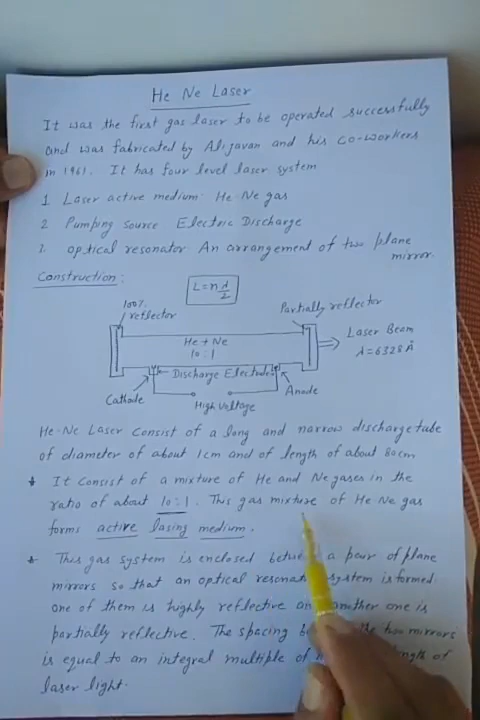 He Ne Laser
It was the first gas laser to be operated successfully
and was fabricated by Ali javan and his co-workers
in 1961. It has four level laser system
1. Laser active medium: He-Ne gas
2. Pumping Source Electric Discharge
3. optical resonator An arrangement of two plane
mirror.
Construction:
L=n λ/2
100%
reflector
Partially reflector
He + Ne
10:1
Laser Beam
λ=6328 Å
Discharge Electrode
Cathode
High Voltage
Anode
He-Ne Laser consist of a long and narrow discharge tube
of diameter of about 1cm and of length of about 80cm
* It consist of a mixture of He and Ne gases in the
ratio of about 10:1. This gas mixture of He-Ne gas
forms active lasing medium.
* This gas system is enclosed a pair of plane
mirrors so that an optical system is formed.
one of them is highly reflective another one is
partially reflective. The spacing two mirrors
is equal to an integral multiple of of
laser light.